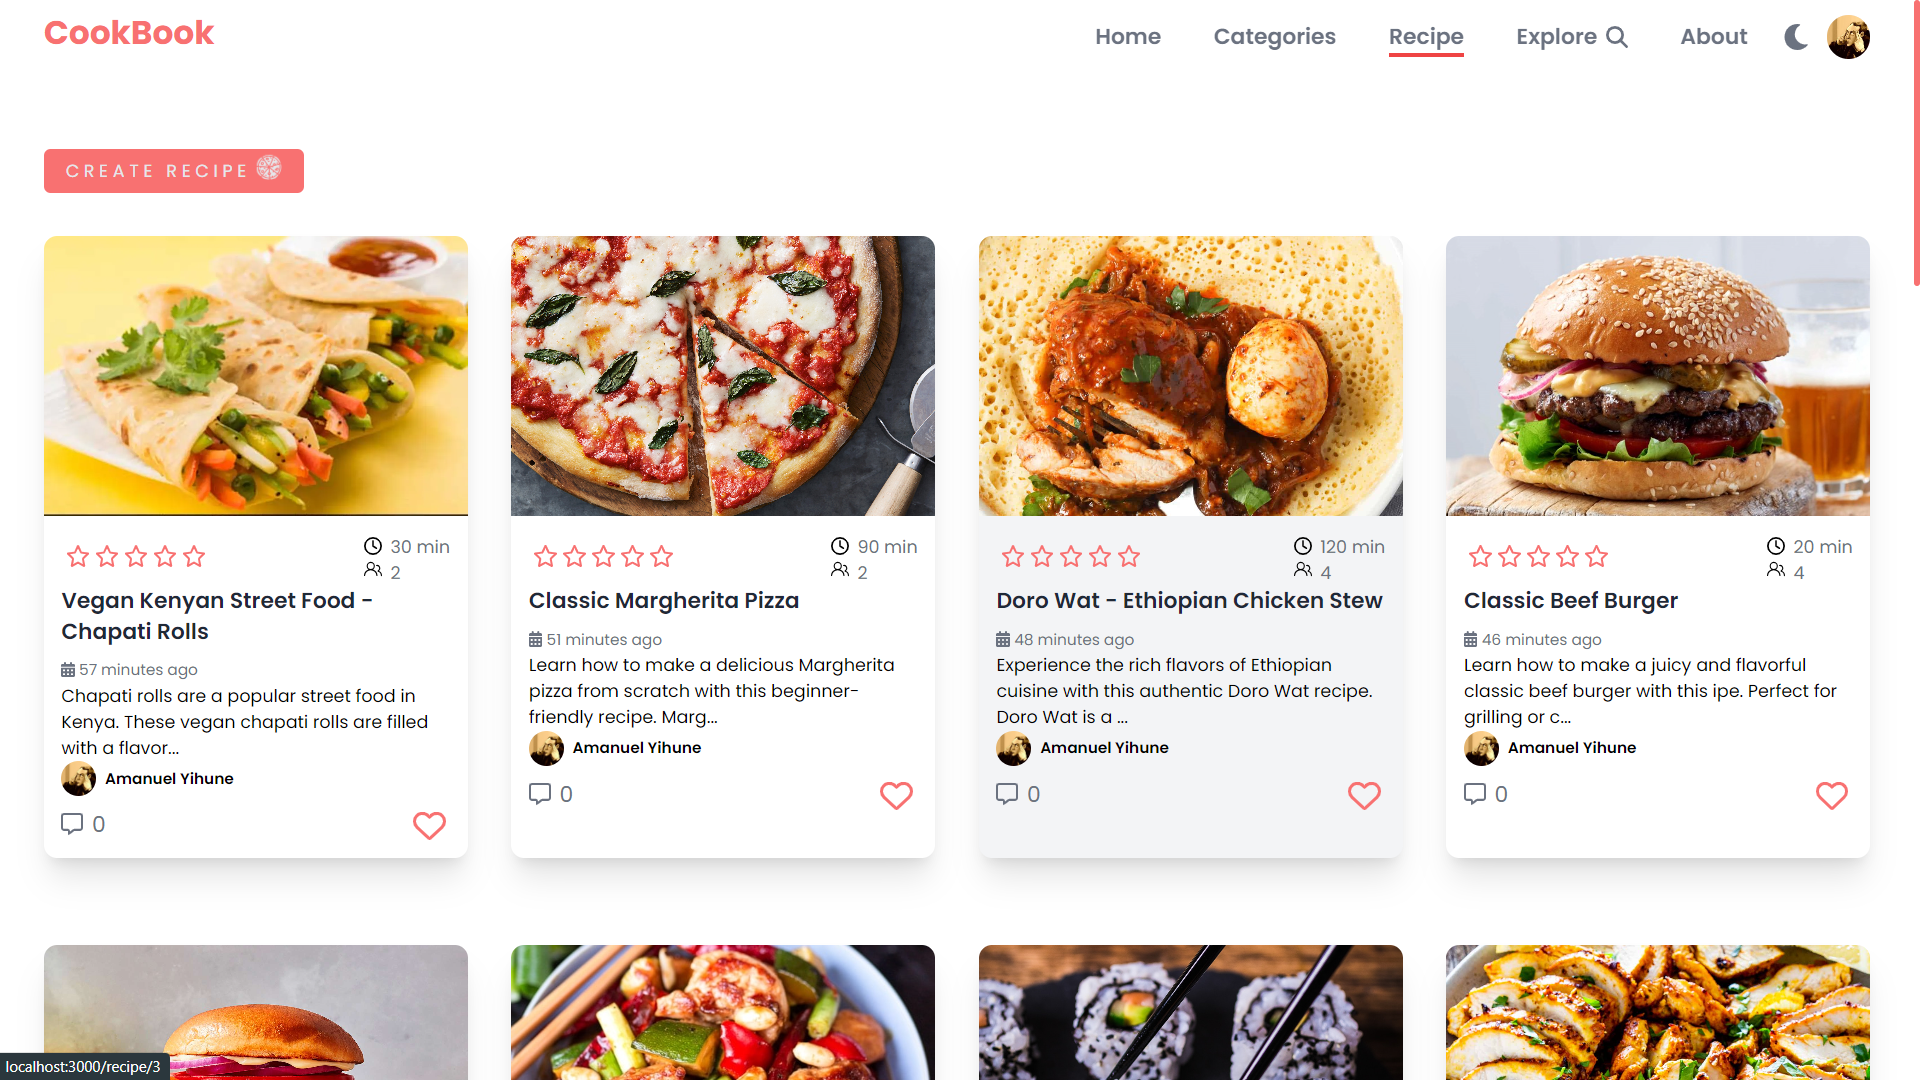 CookBook
Home
Categories
Recipe
Explore
About
CREATE RECIPE
30 min
2
Vegan Kenyan Street Food -
Chapati Rolls
57 minutes ago
Chapati rolls are a popular street food in
Kenya. These vegan chapati rolls are filled
with a flavor...
Amanuel Yihune
0
90 min
2
Classic Margherita Pizza
51 minutes ago
Learn how to make a delicious Margherita
pizza from scratch with this beginner-
friendly recipe. Marg...
Amanuel Yihune
0
120 min
4
Doro Wat - Ethiopian Chicken Stew
48 minutes ago
Experience the rich flavors of Ethiopian
cuisine with this authentic Doro Wat recipe.
Doro Wat is a ...
Amanuel Yihune
0
20 min
4
Classic Beef Burger
46 minutes ago
Learn how to make a juicy and flavorful
classic beef burger with this ipe. Perfect for
grilling or c...
Amanuel Yihune
0
localhost:3000/recipe/3